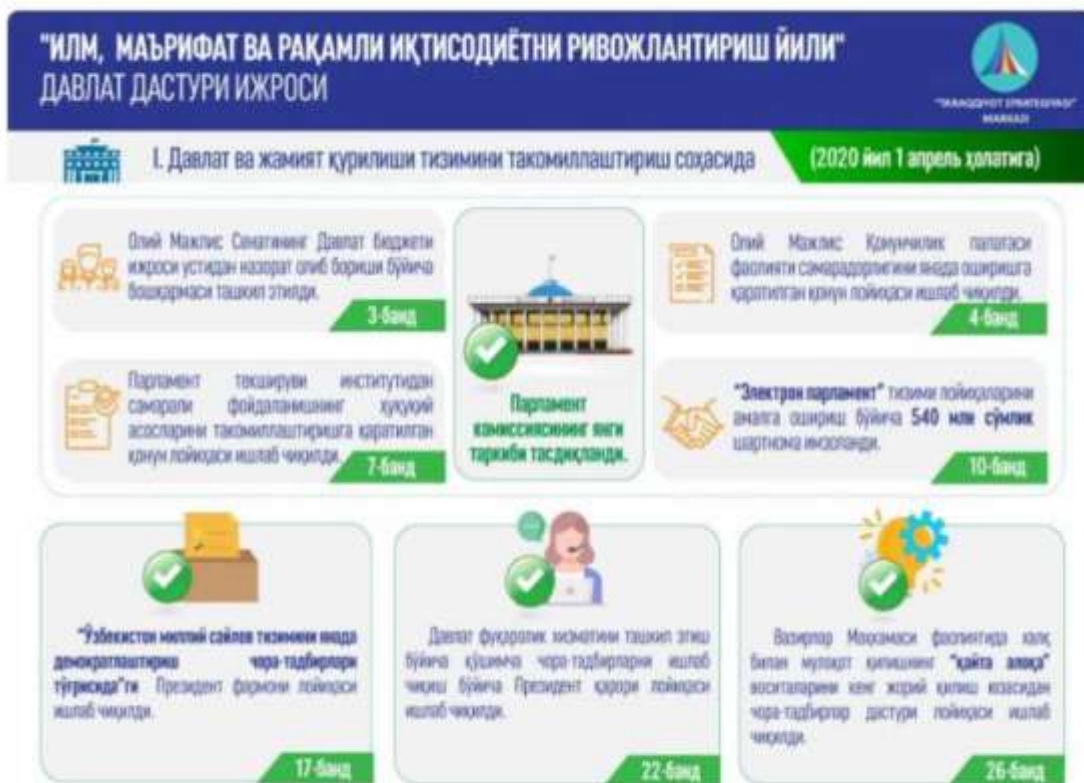 "ИЛМ, МАЪРИФАТ ВА РАҚАМЛИ ИҚТИСОДИЁТНИ РИВОЖЛАНТИРИШ ЙИЛИ"
ДАВЛАТ ДАСТУРИ ИЖРОСИ
"TARAQQIYOT STRATEGIYASI"
MARKAZI
I. Давлат ва жамият қурилиши тизимини такомиллаштириш соҳасида
(2020 йил 1 апрель ҳолатига)
Олий Мажлис Сенатининг Давлат бюджети
ижроси устидан назорат олиб бориши бўйича
бошқармаси ташкил этилди.
3-банд
Парламент текшируви институтидан
самарали фойдаланишнинг ҳуқуқий
асосларини такомиллаштиришга қаратилган
қонун лойиҳаси ишлаб чиқилди.
7-банд
Парламент
комиссиясининг янги
таркиби тасдиқланди.
Олий Мажлис Қонунчилик палатаси
фаолияти самарадорлигини янада оширишга
қаратилган қонун лойиҳаси ишлаб чиқилди.
4-банд
"Электрон парламент" тизими лойиҳаларини
амалга ошириш бўйича 540 млн сўмлик
шартнома имзоланди.
10-банд
"Ўзбекистон миллий сайлов тизимини янада
демократлаштириш чора-тадбирлари
тўғрисида"ги Президент фармони лойиҳаси
ишлаб чиқилди.
17-банд
Давлат фуқаролик хизматини ташкил этиш
бўйича қўшимча чора-тадбирларни ишлаб
чиқиш бўйича Президент қарори лойиҳаси
ишлаб чиқилди.
22-банд
Вазирлар Маҳкамаси фаолиятида халқ
билан мулоқот қилишнинг "қайта алоқа"
воситаларини кенг жорий қилиш юзасидан
чора-тадбирлар дастури лойиҳаси ишлаб
чиқилди.
26-банд